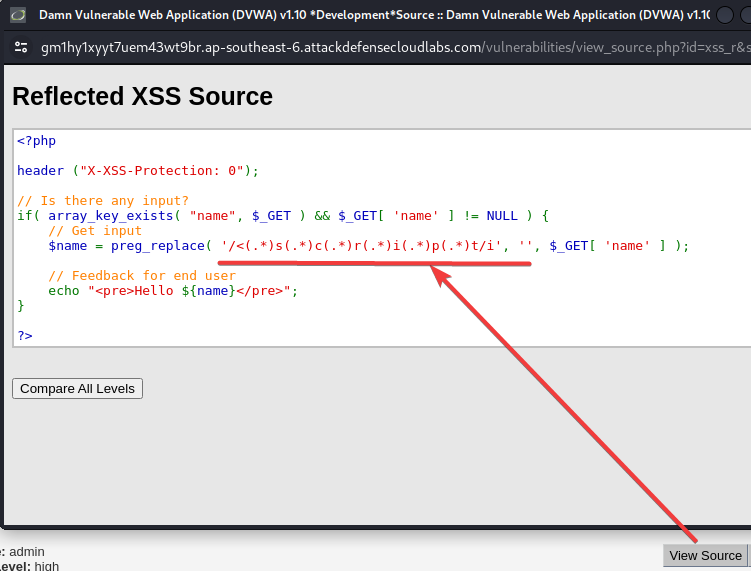 Damn Vulnerable Web Application (DVWA) v1.10 *Development*Source :: Damn Vulnerable Web Application (DVWA) v1.10
gm1hy1xyyt7uem43wt9br.ap-southeast-6.attackdefensecloudlabs.com/vulnerabilities/view_source.php?id=xss_r&s
Reflected XSS Source
<?php
header ("X-XSS-Protection: 0");
// Is there any input?
if( array_key_exists( "name", $_GET ) && $_GET[ 'name' ] != NULL ) {
    // Get input
    $name = preg_replace( '/<(.*)s(.*)c(.*)r(.*)i(.*)p(.*)t/i', '', $_GET[ 'name' ] );
    // Feedback for end user
    echo "<pre>Hello ${name}</pre>";
}
?>
Compare All Levels
e: admin
Level: high
View Source